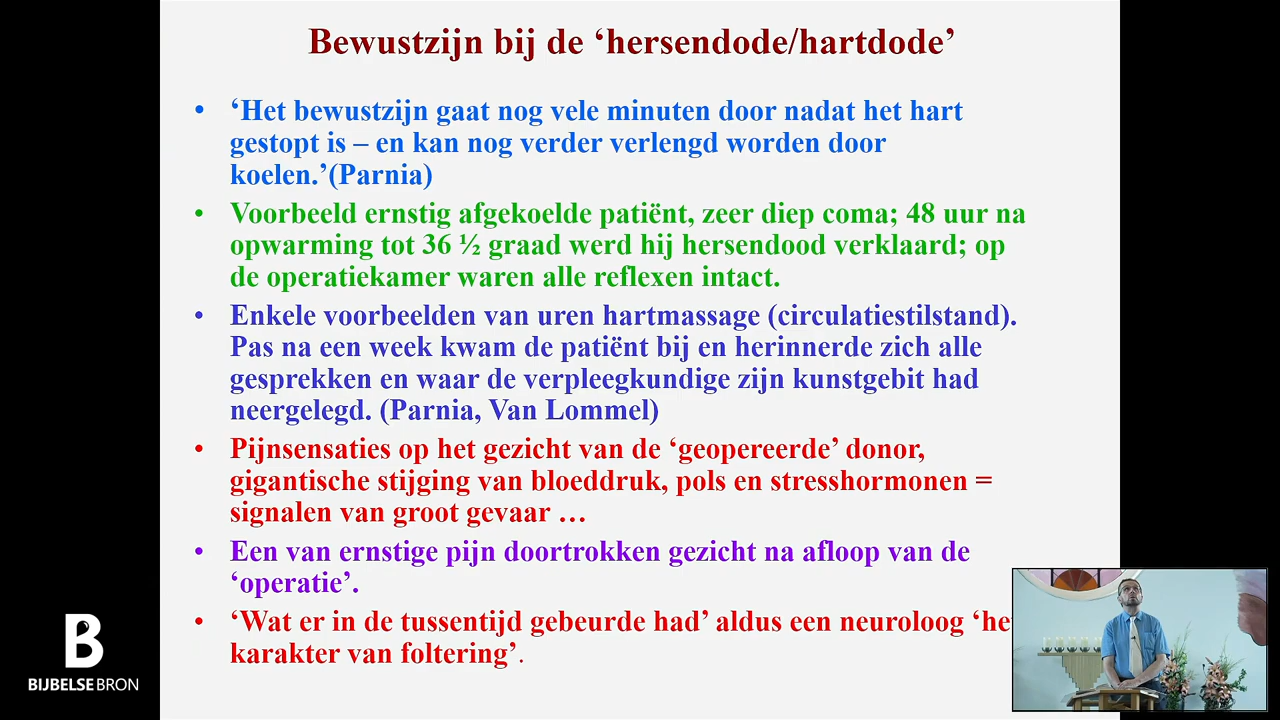 Bewustzijn bij de ‘hersendode/hartdode’
• ‘Het bewustzijn gaat nog vele minuten door nadat het hart
gestopt is – en kan nog verder verlengd worden door
koelen.’(Parnia)
• Voorbeeld ernstig afgekoelde patiënt, zeer diep coma; 48 uur na
opwarming tot 36 ½ graad werd hij hersendood verklaard; op
de operatiekamer waren alle reflexen intact.
• Enkele voorbeelden van uren hartmassage (circulatiestilstand).
Pas na een week kwam de patiënt bij en herinnerde zich alle
gesprekken en waar de verpleegkundige zijn kunstgebit had
neergelegd. (Parnia, Van Lommel)
• Pijnsensaties op het gezicht van de ‘geopereerde’ donor,
gigantische stijging van bloeddruk, pols en stresshormonen =
signalen van groot gevaar …
• Een van ernstige pijn doortrokken gezicht na afloop van de
‘operatie’.
• ‘Wat er in de tussentijd gebeurde had’ aldus een neuroloog ‘he
karakter van foltering’.
B
BIJBELSEBRON